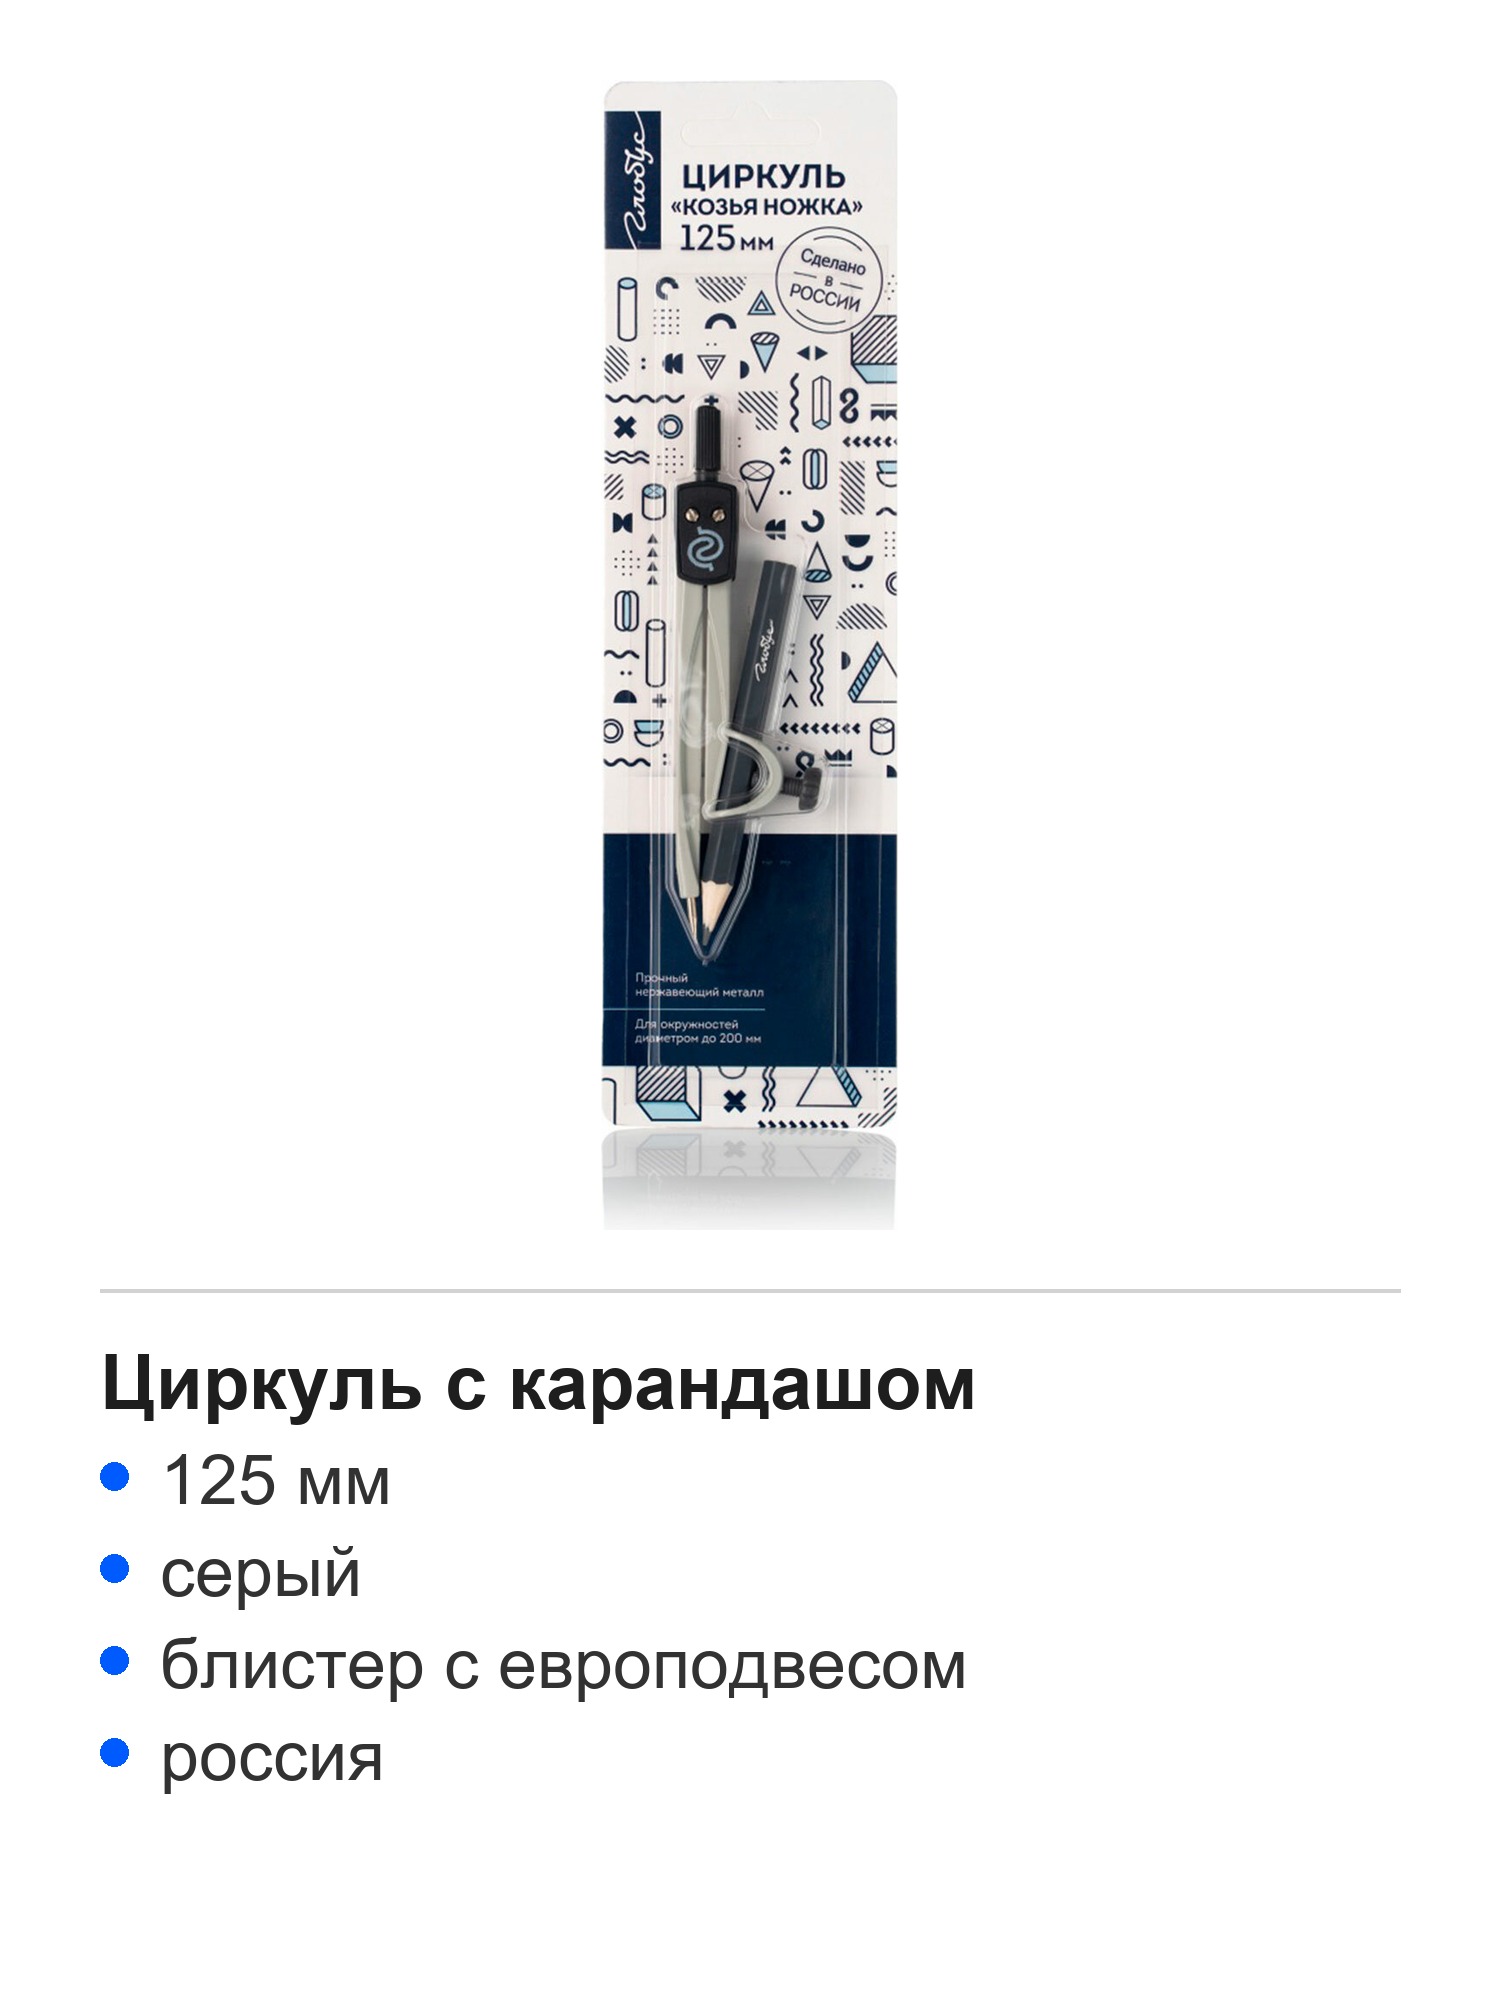 Глобус
ЦИРКУЛЬ
«КОЗЬЯ НОЖКА»
125 мм
Сделано
в
РОССИИ
Глобус
Прочный
нержавеющий металл
Для окружностей
диаметром до 200 мм
Циркуль с карандашом
125 мм
серый
блистер с европодвесом
россия